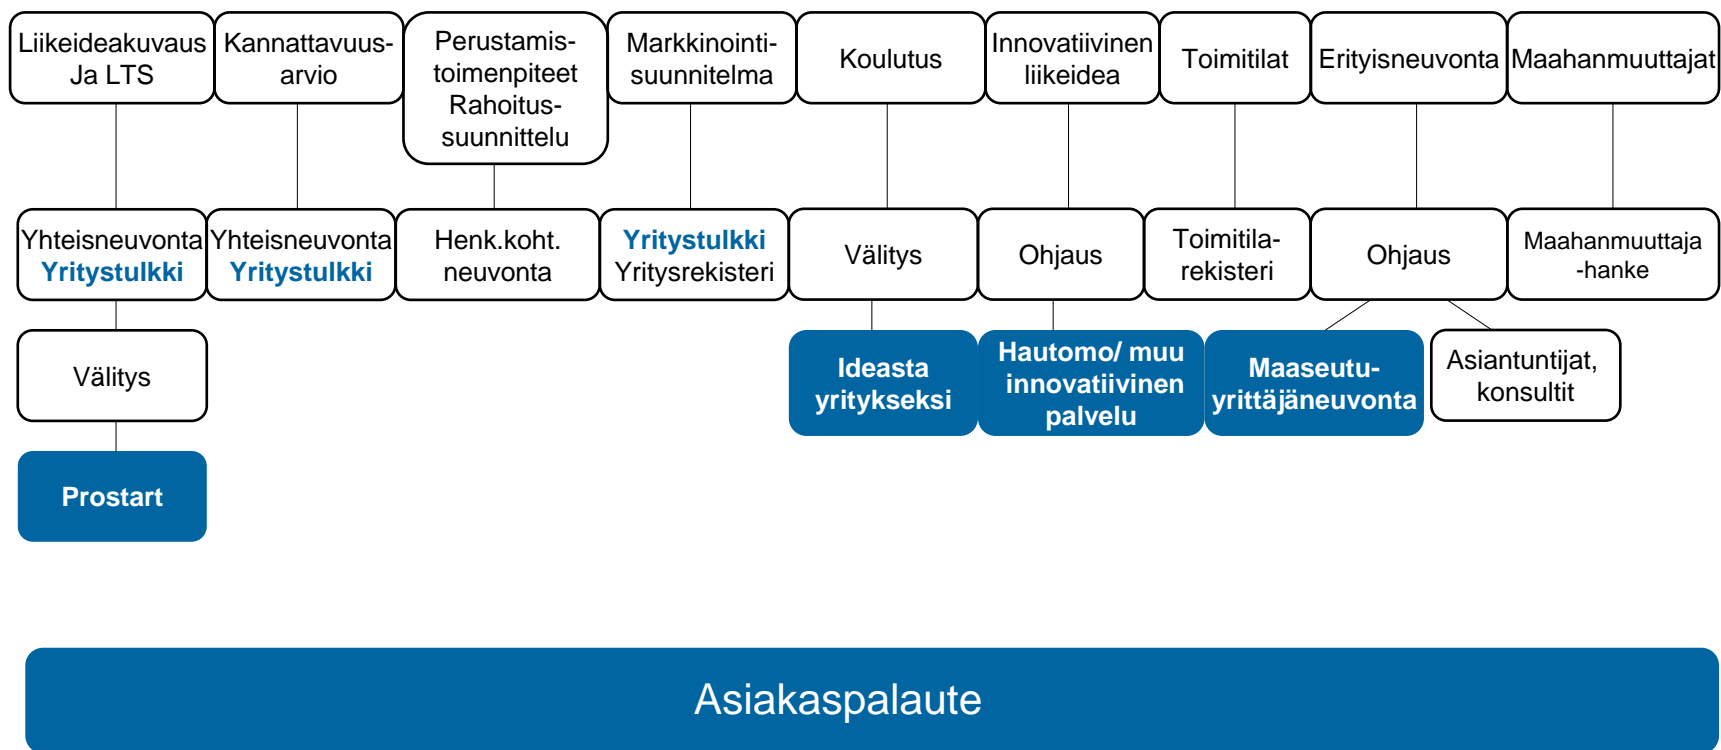 Liikeideakuvaus
Ja LTS
Kannattavuus-
arvio
Perustamis-
toimenpiteet
Rahoitus-
suunnittelu
Markkinointi-
suunnitelma
Koulutus
Innovatiivinen
liikeidea
Toimitilat
Erityisneuvonta
Maahanmuuttajat
Yhteisneuvonta
Yritystulkki
Yhteisneuvonta
Yritystulkki
Henk.koht.
neuvonta
Yritystulkki
Yritysrekisteri
Välitys
Ohjaus
Toimitila-
rekisteri
Ohjaus
Maahanmuuttaja
-hanke
Välitys
Ideasta
yritykseksi
Hautomo/ muu
innovatiivinen
palvelu
Maaseutu-
yrittäjäneuvonta
Asiantuntijat,
konsultit
Prostart
Asiakaspalaute